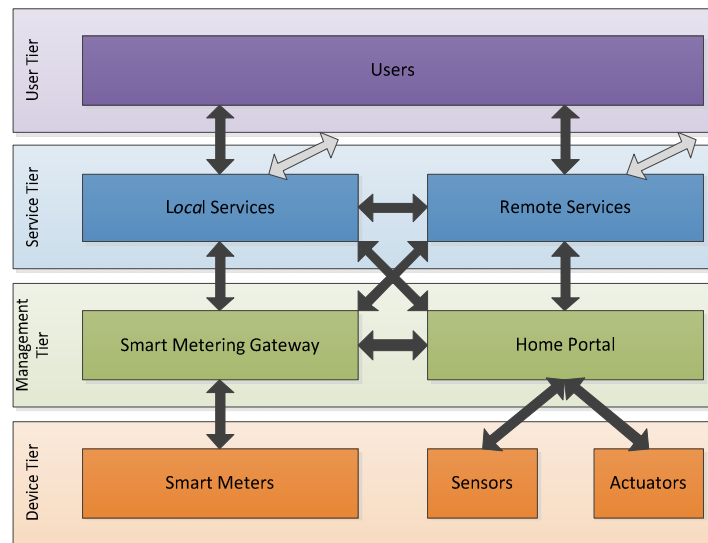 User Tier
Users
Service Tier
Local Services
Remote Services
Management
Tier
Smart Metering Gateway
Home Portal
Device Tier
Smart Meters
Sensors
Actuators